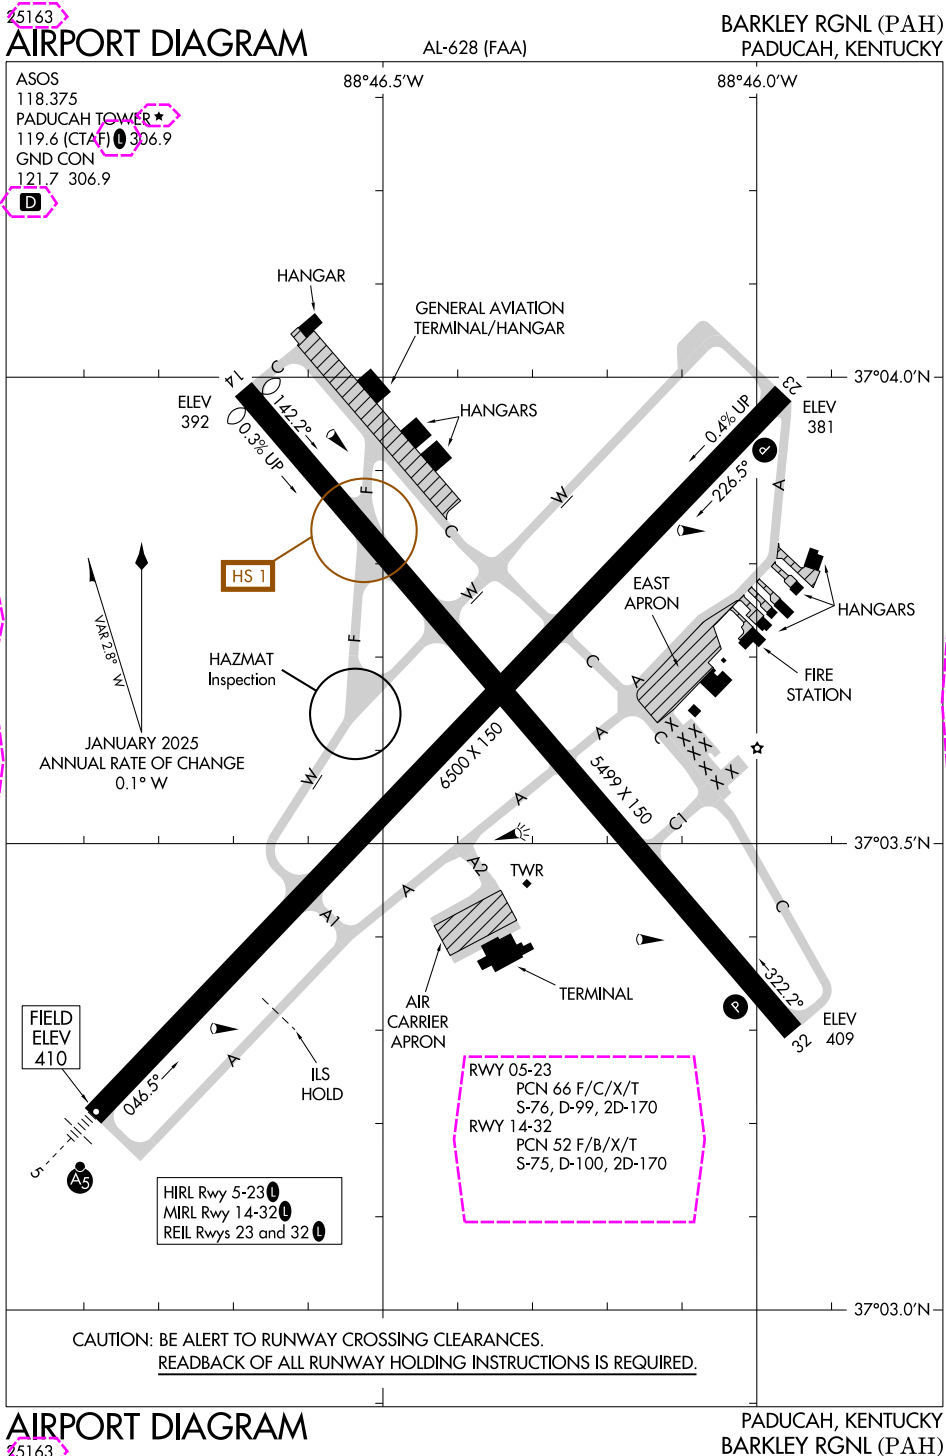 25163
AIRPORT DIAGRAM
AL-628 (FAA)
BARKLEY RGNL (PAH)
PADUCAH, KENTUCKY
ASOS
118.375
PADUCAH TOWER★
119.6 (CTAF) L 306.9
GND CON
121.7 306.9
D
88°46.5'W
88°46.0'W
HANGAR
GENERAL AVIATION
TERMINAL/HANGAR
HANGARS
14
C
ELEV
392
142.2°
0.3% UP
F
C
W
W
HS 1
37°04.0'N
23
ELEV
381
0.4% UP
226.5°
P
A
EAST
APRON
HANGARS
FIRE
STATION
VAR 2.8° W
JANUARY 2025
ANNUAL RATE OF CHANGE
0.1° W
HAZMAT
Inspection
F
W
C
A
A
C
X X X X X X X X X X
6500 X 150
5499 X 150
A
C1
37°03.5'N
A2
TWR
A
A1
C
TERMINAL
AIR
CARRIER
APRON
322.2°
P
32
ELEV
409
FIELD
ELEV
410
046.5°
A
ILS
HOLD
5
A5
RWY 05-23
PCN 66 F/C/X/T
S-76, D-99, 2D-170
RWY 14-32
PCN 52 F/B/X/T
S-75, D-100, 2D-170
HIRL Rwy 5-23 L
MIRL Rwy 14-32 L
REIL Rwys 23 and 32 L
37°03.0'N
CAUTION: BE ALERT TO RUNWAY CROSSING CLEARANCES.
READBACK OF ALL RUNWAY HOLDING INSTRUCTIONS IS REQUIRED.
AIRPORT DIAGRAM
25163
PADUCAH, KENTUCKY
BARKLEY RGNL (PAH)